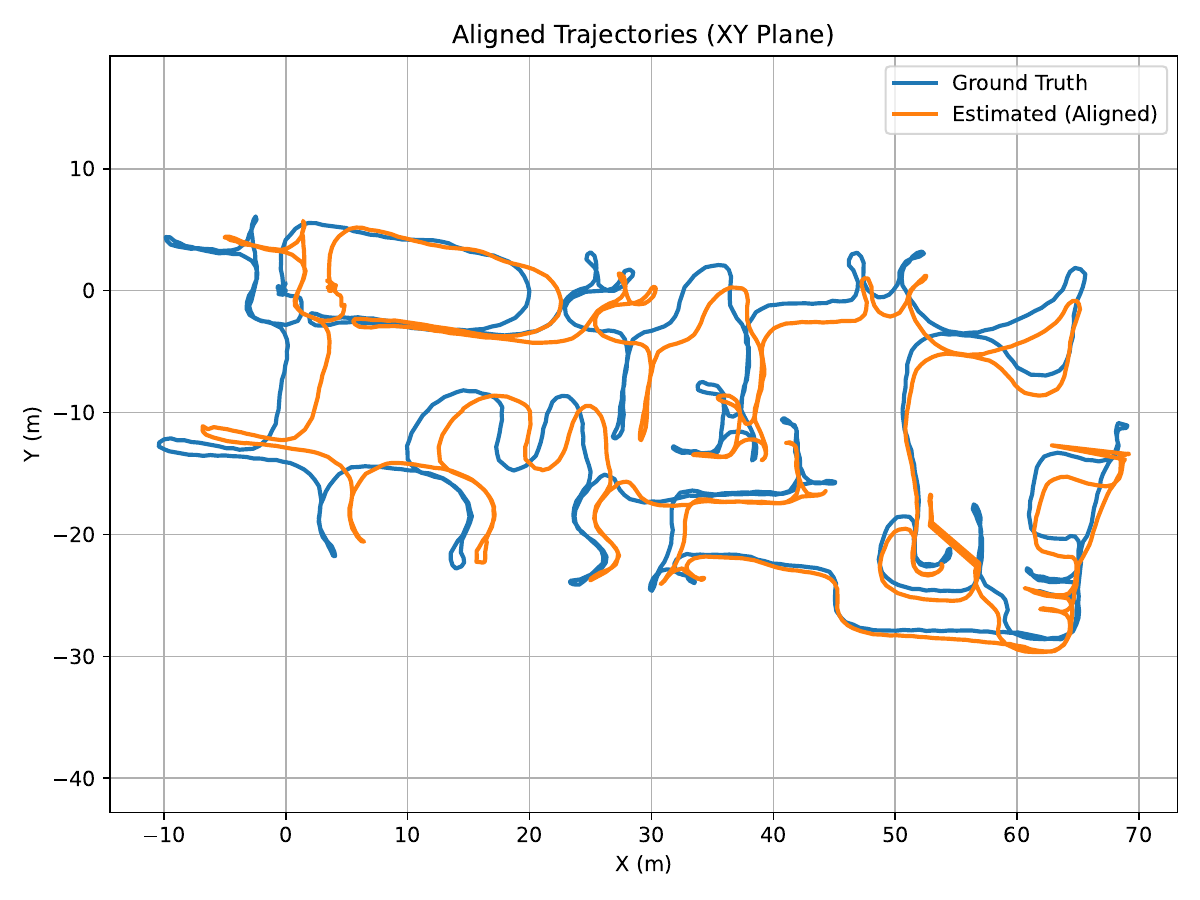 Aligned Trajectories (XY Plane)
Ground Truth
Estimated (Aligned)
10
0
−10
−20
−30
−40
Y (m)
−10 0 10 20 30 40 50 60 70
X (m)